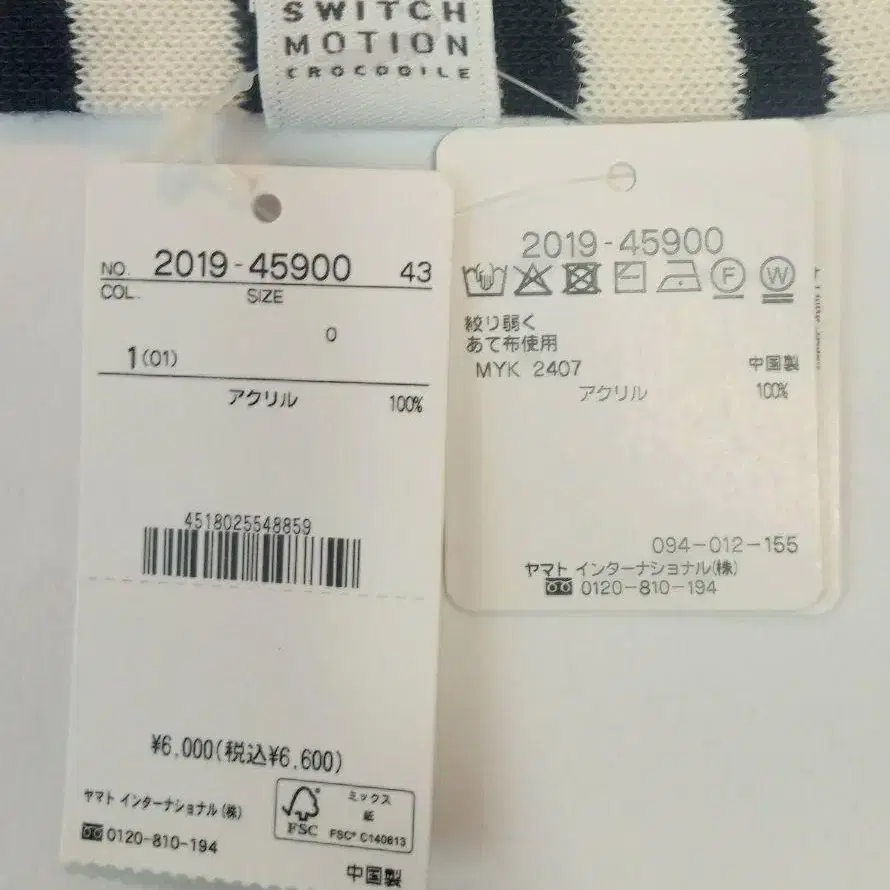 SWITCH
MOTION
CROCODILE
NO. 2019-45900 43
COL. SIZE
0
1(01)
アクリル 100%
4518025548859
¥6,000(税込¥6,600)
ヤマト インターナショナル(株)
0120-810-194
FSC
ミックス
紙
FSC® C140613
中国製
2019-45900
F
W
絞り弱く
あて布使用
MYK 2407 中国製
アクリル 100%
094-012-155
ヤマト インターナショナル(株)
0120-810-194